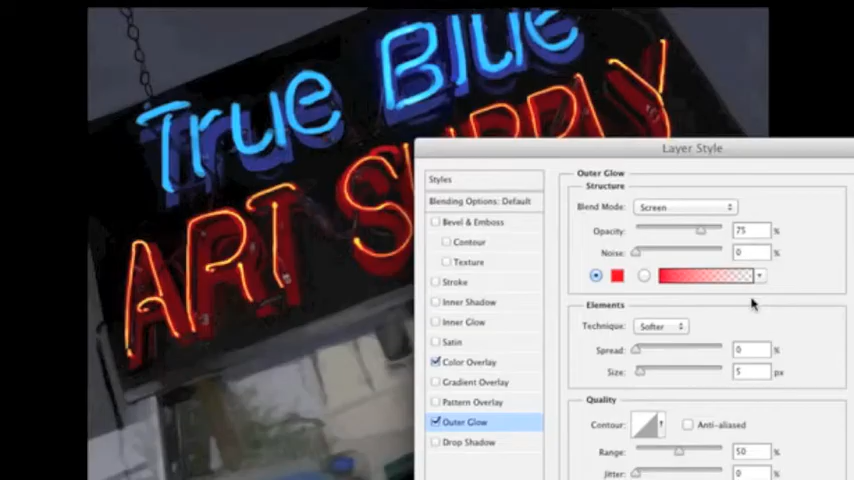 True Blue
ART SUPPLY
Layer Style
Styles
Blending Options: Default
Bevel & Emboss
Contour
Texture
Stroke
Inner Shadow
Inner Glow
Satin
Color Overlay
Gradient Overlay
Pattern Overlay
Outer Glow
Drop Shadow
Outer Glow
Structure
Blend Mode: Screen
Opacity: 75 %
Noise: 0 %
Elements
Technique: Softer
Spread: 0 %
Size: 5 px
Quality
Contour: Anti-aliased
Range: 50 %
Jitter: 0 %